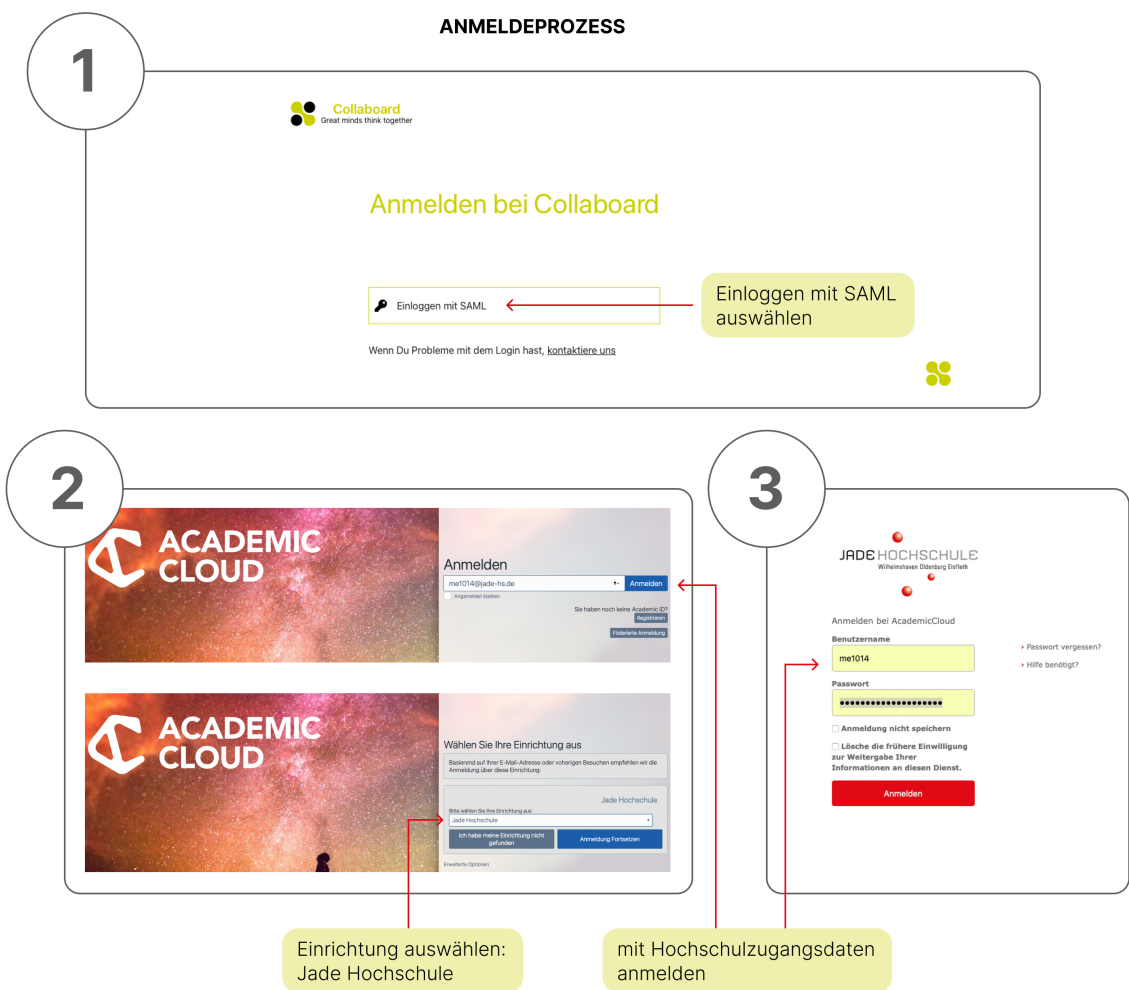 ANMELDEPROZESS
1
Collaboard
Great minds think together
Anmelden bei Collaboard
Einloggen mit SAML
Einloggen mit SAML
auswählen
Wenn Du Probleme mit dem Login hast, kontaktiere uns
2
ACADEMIC
CLOUD
Anmelden
me1014@jade-hs.de
Anmelden
Angemeldet bleiben
Sie haben noch keine Academic ID?
Registrieren
Föderierte Anmeldung
ACADEMIC
CLOUD
Wählen Sie Ihre Einrichtung aus
Basierend auf Ihrer E-Mail-Adresse oder vorherigen Besuchen empfehlen wir die
Anmeldung über diese Einrichtung:
Jade Hochschule
Bitte wählen Sie Ihre Einrichtung aus:
Jade Hochschule
Ich habe meine Einrichtung nicht
gefunden
Anmeldung Fortsetzen
Erweiterte Optionen
Einrichtung auswählen:
Jade Hochschule
3
JADE HOCHSCHULE
Wilhelmshaven Oldenburg Elsfleth
Anmelden bei AcademicCloud
Benutzername
me1014
› Passwort vergessen?
› Hilfe benötigt?
Passwort
Anmeldung nicht speichern
Lösche die frühere Einwilligung
zur Weitergabe Ihrer
Informationen an diesen Dienst.
Anmelden
mit Hochschulzugangsdaten
anmelden